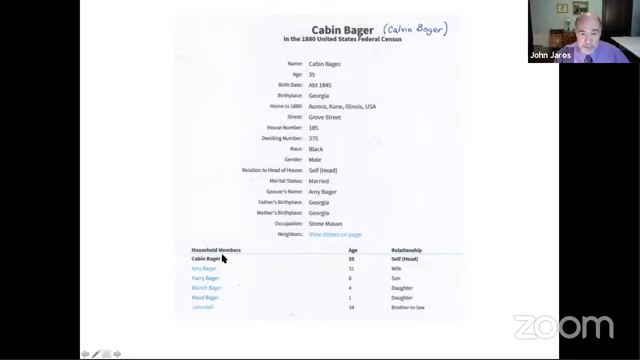 Cabin Bager (Calvin Bager)
in the 1880 United States Federal Census
Name: Cabin Bager
Age: 35
Birth Date: Abt 1845
Birthplace: Georgia
Home in 1880: Aurora, Kane, Illinois, USA
Street: Grove Street
House Number: 185
Dwelling Number: 375
Race: Black
Gender: Male
Relation to Head of House: Self (Head)
Marital Status: Married
Spouse's Name: Amy Bager
Father's Birthplace: Georgia
Mother's Birthplace: Georgia
Occupation: Stone Mason
Neighbors: View others on page
Household Members Age Relationship
Cabin Bager 35 Self (Head)
Amy Bager 31 Wife
Harry Bager 8 Son
Blanch Bager 4 Daughter
Maud Bager 1 Daughter
John Hall 34 Brother-in-law
John Jaros
zoom